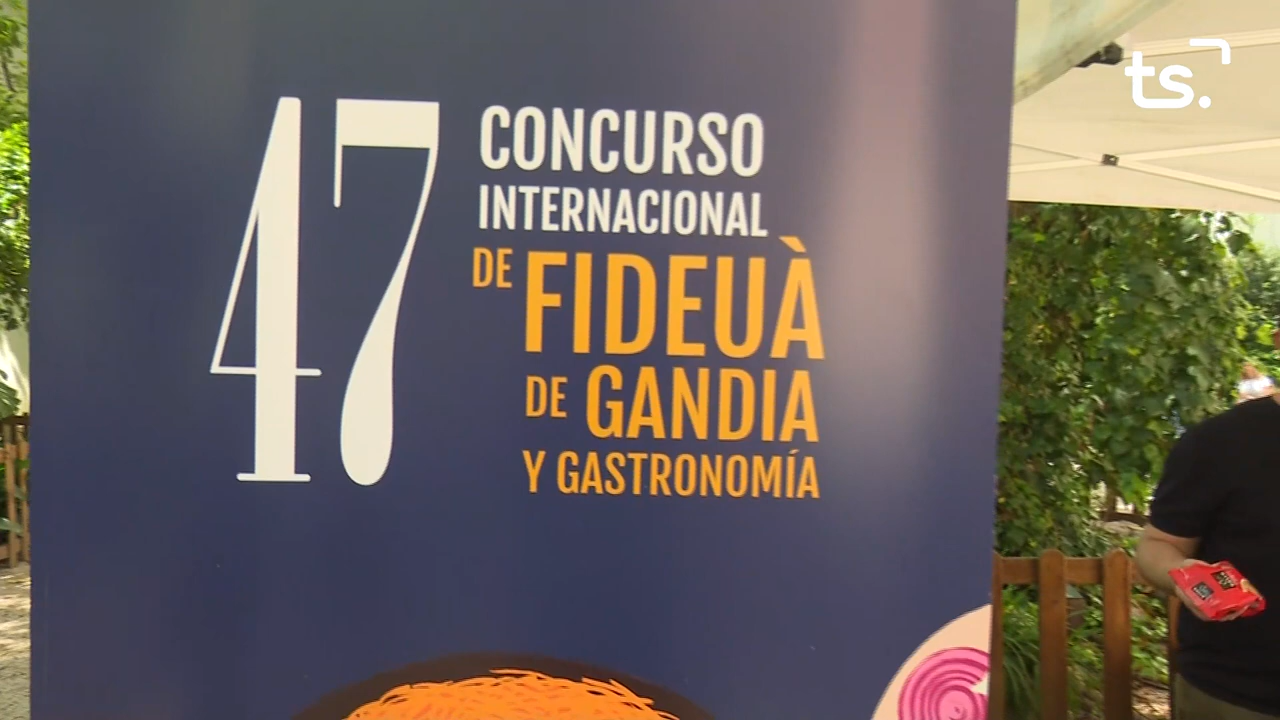 ts.
47
CONCURSO
INTERNACIONAL
DE FIDEUÀ
DE GANDIA
Y GASTRONOMÍA